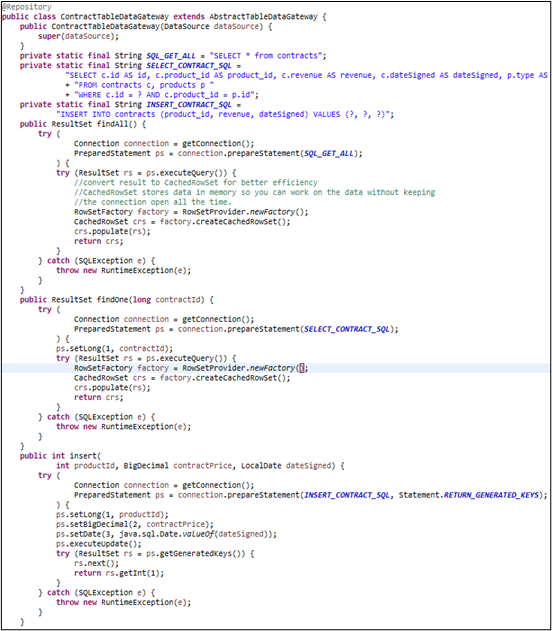 @Repository
public class ContractTableDataGateway extends AbstractTableDataGateway {
    public ContractTableDataGateway(DataSource dataSource) {
        super(dataSource);
    }
    private static final String SQL_GET_ALL = "SELECT * from contracts";
    private static final String SELECT_CONTRACT_SQL =
            "SELECT c.id AS id, c.product_id AS product_id, c.revenue AS revenue, c.dateSigned AS dateSigned, p.type AS
            + "FROM contracts c, products p "
            + "WHERE c.id = ? AND c.product_id = p.id";
    private static final String INSERT_CONTRACT_SQL =
            "INSERT INTO contracts (product_id, revenue, dateSigned) VALUES (?, ?, ?)";
    public ResultSet findAll() {
        try (
                Connection connection = getConnection();
                PreparedStatement ps = connection.prepareStatement(SQL_GET_ALL);
            ) {
            try (ResultSet rs = ps.executeQuery()) {
                //convert result to CachedRowSet for better efficiency
                //CachedRowSet stores data in memory so you can work on the data without keeping
                //the connection open all the time.
                RowSetFactory factory = RowSetProvider.newFactory();
                CachedRowSet crs = factory.createCachedRowSet();
                crs.populate(rs);
                return crs;
            }
        } catch (SQLException e) {
            throw new RuntimeException(e);
        }
    }
    public ResultSet findOne(long contractId) {
        try (
                Connection connection = getConnection();
                PreparedStatement ps = connection.prepareStatement(SELECT_CONTRACT_SQL);
            ) {
            ps.setLong(1, contractId);
            try (ResultSet rs = ps.executeQuery()) {
                RowSetFactory factory = RowSetProvider.newFactory();
                CachedRowSet crs = factory.createCachedRowSet();
                crs.populate(rs);
                return crs;
            }
        } catch (SQLException e) {
            throw new RuntimeException(e);
        }
    }
    public int insert(
            int productId, BigDecimal contractPrice, LocalDate dateSigned) {
        try (
                Connection connection = getConnection();
                PreparedStatement ps = connection.prepareStatement(INSERT_CONTRACT_SQL, Statement.RETURN_GENERATED_KEYS);
            ) {
            ps.setLong(1, productId);
            ps.setBigDecimal(2, contractPrice);
            ps.setDate(3, java.sql.Date.valueOf(dateSigned));
            ps.executeUpdate();
            try (ResultSet rs = ps.getGeneratedKeys()) {
                rs.next();
                return rs.getInt(1);
            }
        } catch (SQLException e) {
            throw new RuntimeException(e);
        }
    }